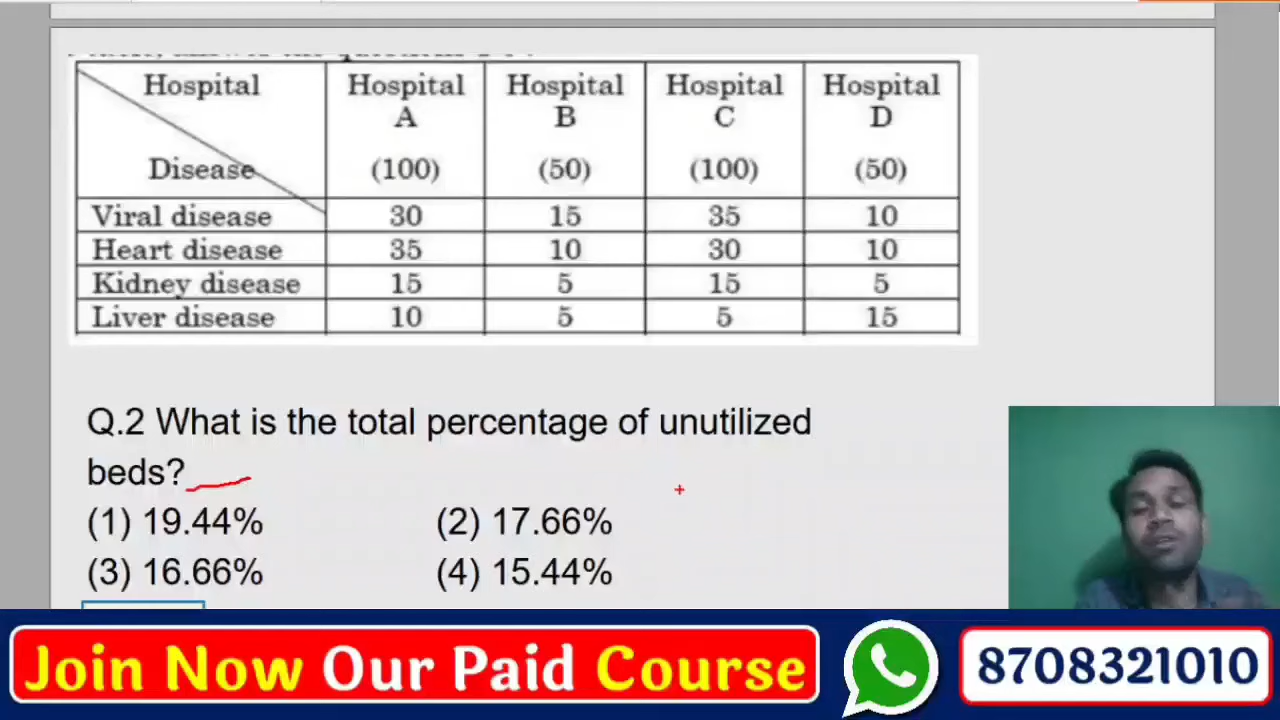 Hospital Hospital Hospital Hospital Hospital
A B C D
Disease (100) (50) (100) (50)
Viral disease 30 15 35 10
Heart disease 35 10 30 10
Kidney disease 15 5 15 5
Liver disease 10 5 5 15
Q.2 What is the total percentage of unutilized
beds?
(1) 19.44% (2) 17.66%
(3) 16.66% (4) 15.44%
Join Now Our Paid Course 8708321010